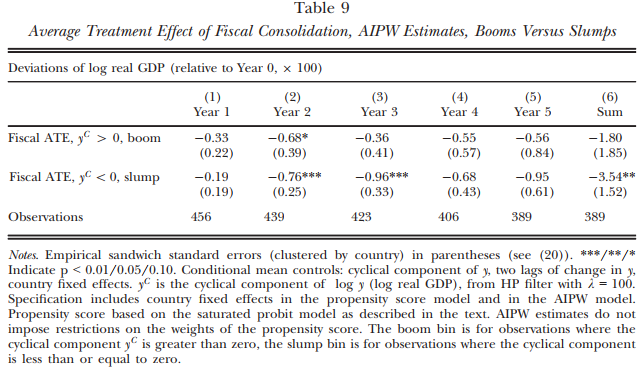 Table 9
Average Treatment Effect of Fiscal Consolidation, AIPW Estimates, Booms Versus Slumps
Deviations of log real GDP (relative to Year 0, × 100)
(1) (2) (3) (4) (5) (6)
Year 1 Year 2 Year 3 Year 4 Year 5 Sum
Fiscal ATE, yᶜ > 0, boom −0.33 −0.68* −0.36 −0.55 −0.56 −1.80
(0.22) (0.39) (0.41) (0.57) (0.84) (1.85)
Fiscal ATE, yᶜ < 0, slump −0.19 −0.76*** −0.96*** −0.68 −0.95 −3.54**
(0.19) (0.25) (0.33) (0.43) (0.61) (1.52)
Observations 456 439 423 406 389 389
Notes. Empirical sandwich standard errors (clustered by country) in parentheses (see (20)). ***/**/*
Indicate p < 0.01/0.05/0.10. Conditional mean controls: cyclical component of y, two lags of change in y,
country fixed effects. yᶜ is the cyclical component of log y (log real GDP), from HP filter with λ = 100.
Specification includes country fixed effects in the propensity score model and in the AIPW model.
Propensity score based on the saturated probit model as described in the text. AIPW estimates do not
impose restrictions on the weights of the propensity score. The boom bin is for observations where the
cyclical component yᶜ is greater than zero, the slump bin is for observations where the cyclical component
is less than or equal to zero.